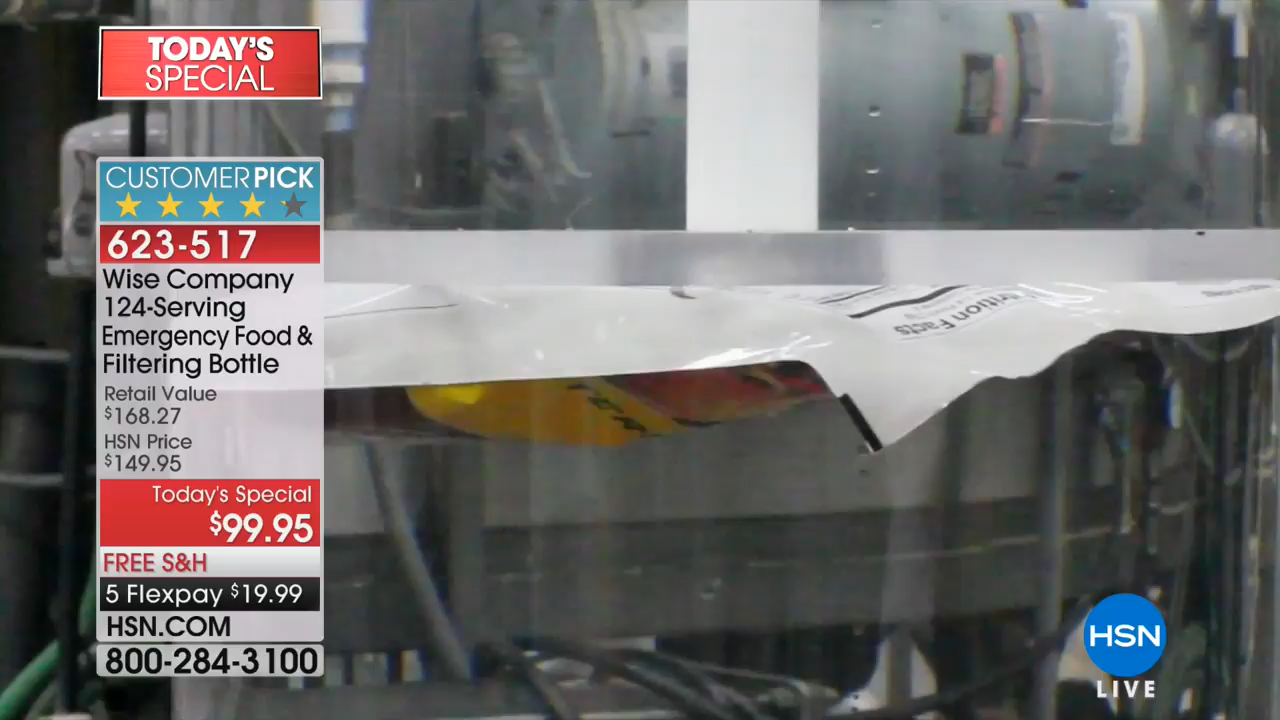 TODAY'S
SPECIAL
CUSTOMER PICK
623-517
Wise Company
124-Serving
Emergency Food &
Filtering Bottle
Retail Value
$168.27
HSN Price
$149.95
Today's Special
$99.95
FREE S&H
5 Flexpay $19.99
HSN.COM
800-284-3100
Nutrition Facts
HSN
LIVE